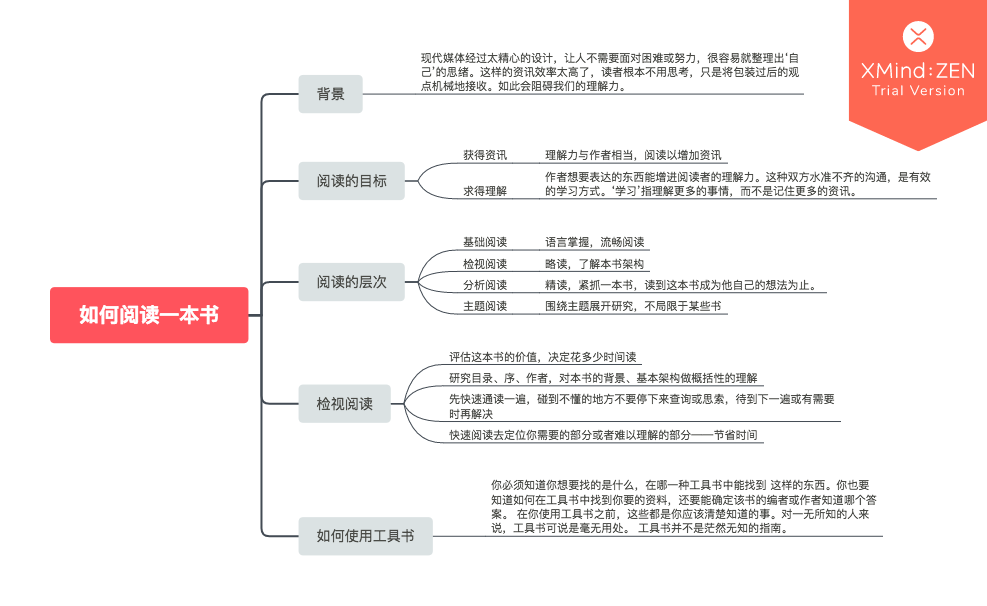 XMind:ZEN
Trial Version
如何阅读一本书
背景
现代媒体经过太精心的设计，让人不需要面对困难或努力，很容易就整理出‘自
己’的思绪。这样的资讯效率太高了，读者根本不用思考，只是将包装过后的观
点机械地接收。如此会阻碍我们的理解力。
阅读的目标
获得资讯
理解力与作者相当，阅读以增加资讯
求得理解
作者想要表达的东西能增进阅读者的理解力。这种双方水准不齐的沟通，是有效
的学习方式。‘学习’指理解更多的事情，而不是记住更多的资讯。
阅读的层次
基础阅读
语言掌握，流畅阅读
检视阅读
略读，了解本书架构
分析阅读
精读，紧抓一本书，读到这本书成为他自己的想法为止。
主题阅读
围绕主题展开研究，不局限于某些书
检视阅读
评估这本书的价值，决定花多少时间读
研究目录、序、作者，对本书的背景、基本架构做概括性的理解
先快速通读一遍，碰到不懂的地方不要停下来查询或思索，待到下一遍或有需要
时再解决
快速阅读去定位你需要的部分或者难以理解的部分——节省时间
如何使用工具书
你必须知道你想要找的是什么，在哪一种工具书中能找到 这样的东西。你也要
知道如何在工具书中找到你要的资料，还要能确定该书的编者或作者知道哪个答
案。 在你使用工具书之前，这些都是你应该清楚知道的事。对一无所知的人来
说，工具书可说是毫无用处。 工具书并不是茫然无知的指南。